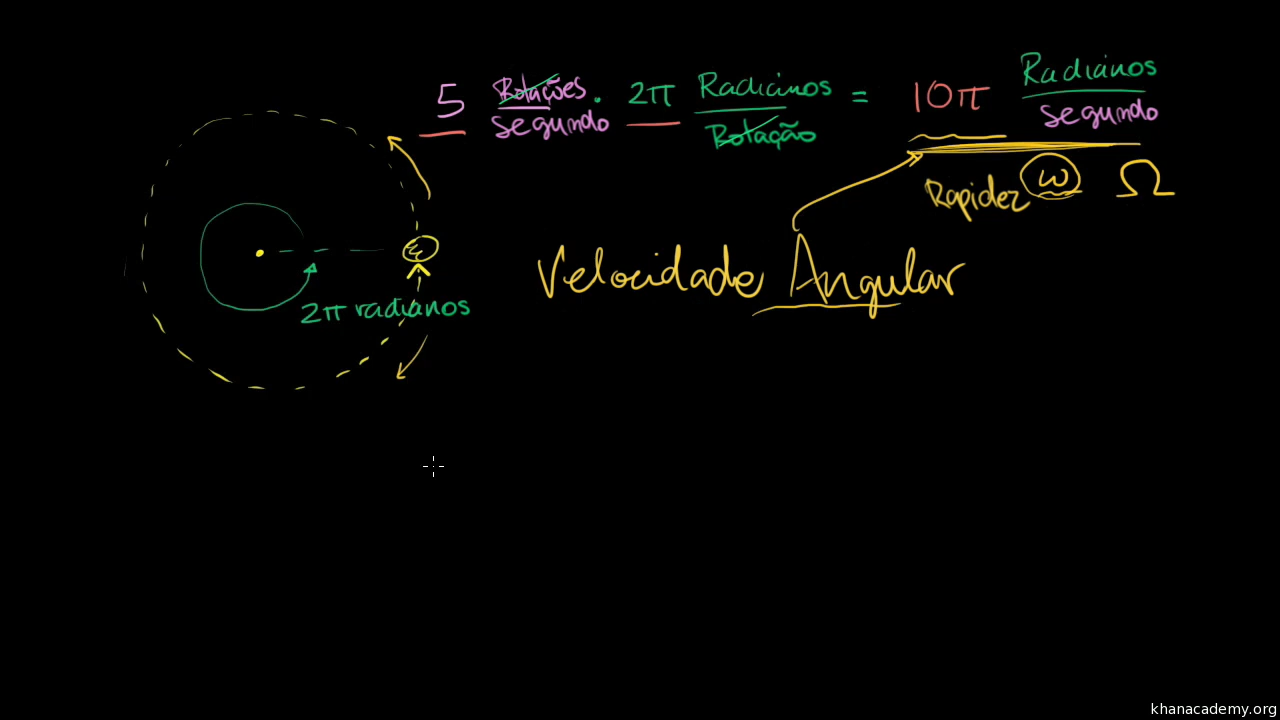 5 Rotações/segundo · 2π Radianos/Rotação = 10π Radianos/segundo
Rapidez ω Ω
Velocidade Angular
2π radianos
khanacademy.org